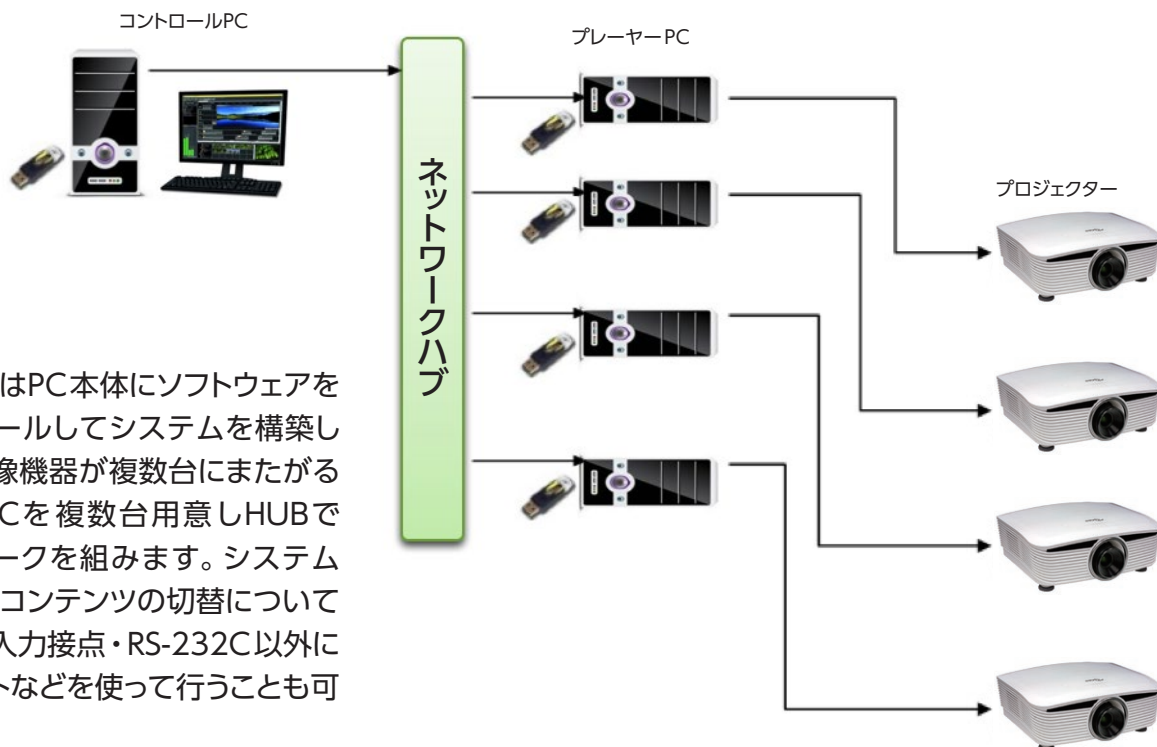 コントロールPC
プレーヤーPC
ネットワークハブ
プロジェクター
はPC本体にソフトウェアを
ールしてシステムを構築し
像機器が複数台にまたがる
Cを複数台用意しHUBで
ークを組みます。システム
コンテンツの切替について
入力接点・RS-232C以外に
トなどを使って行うことも可